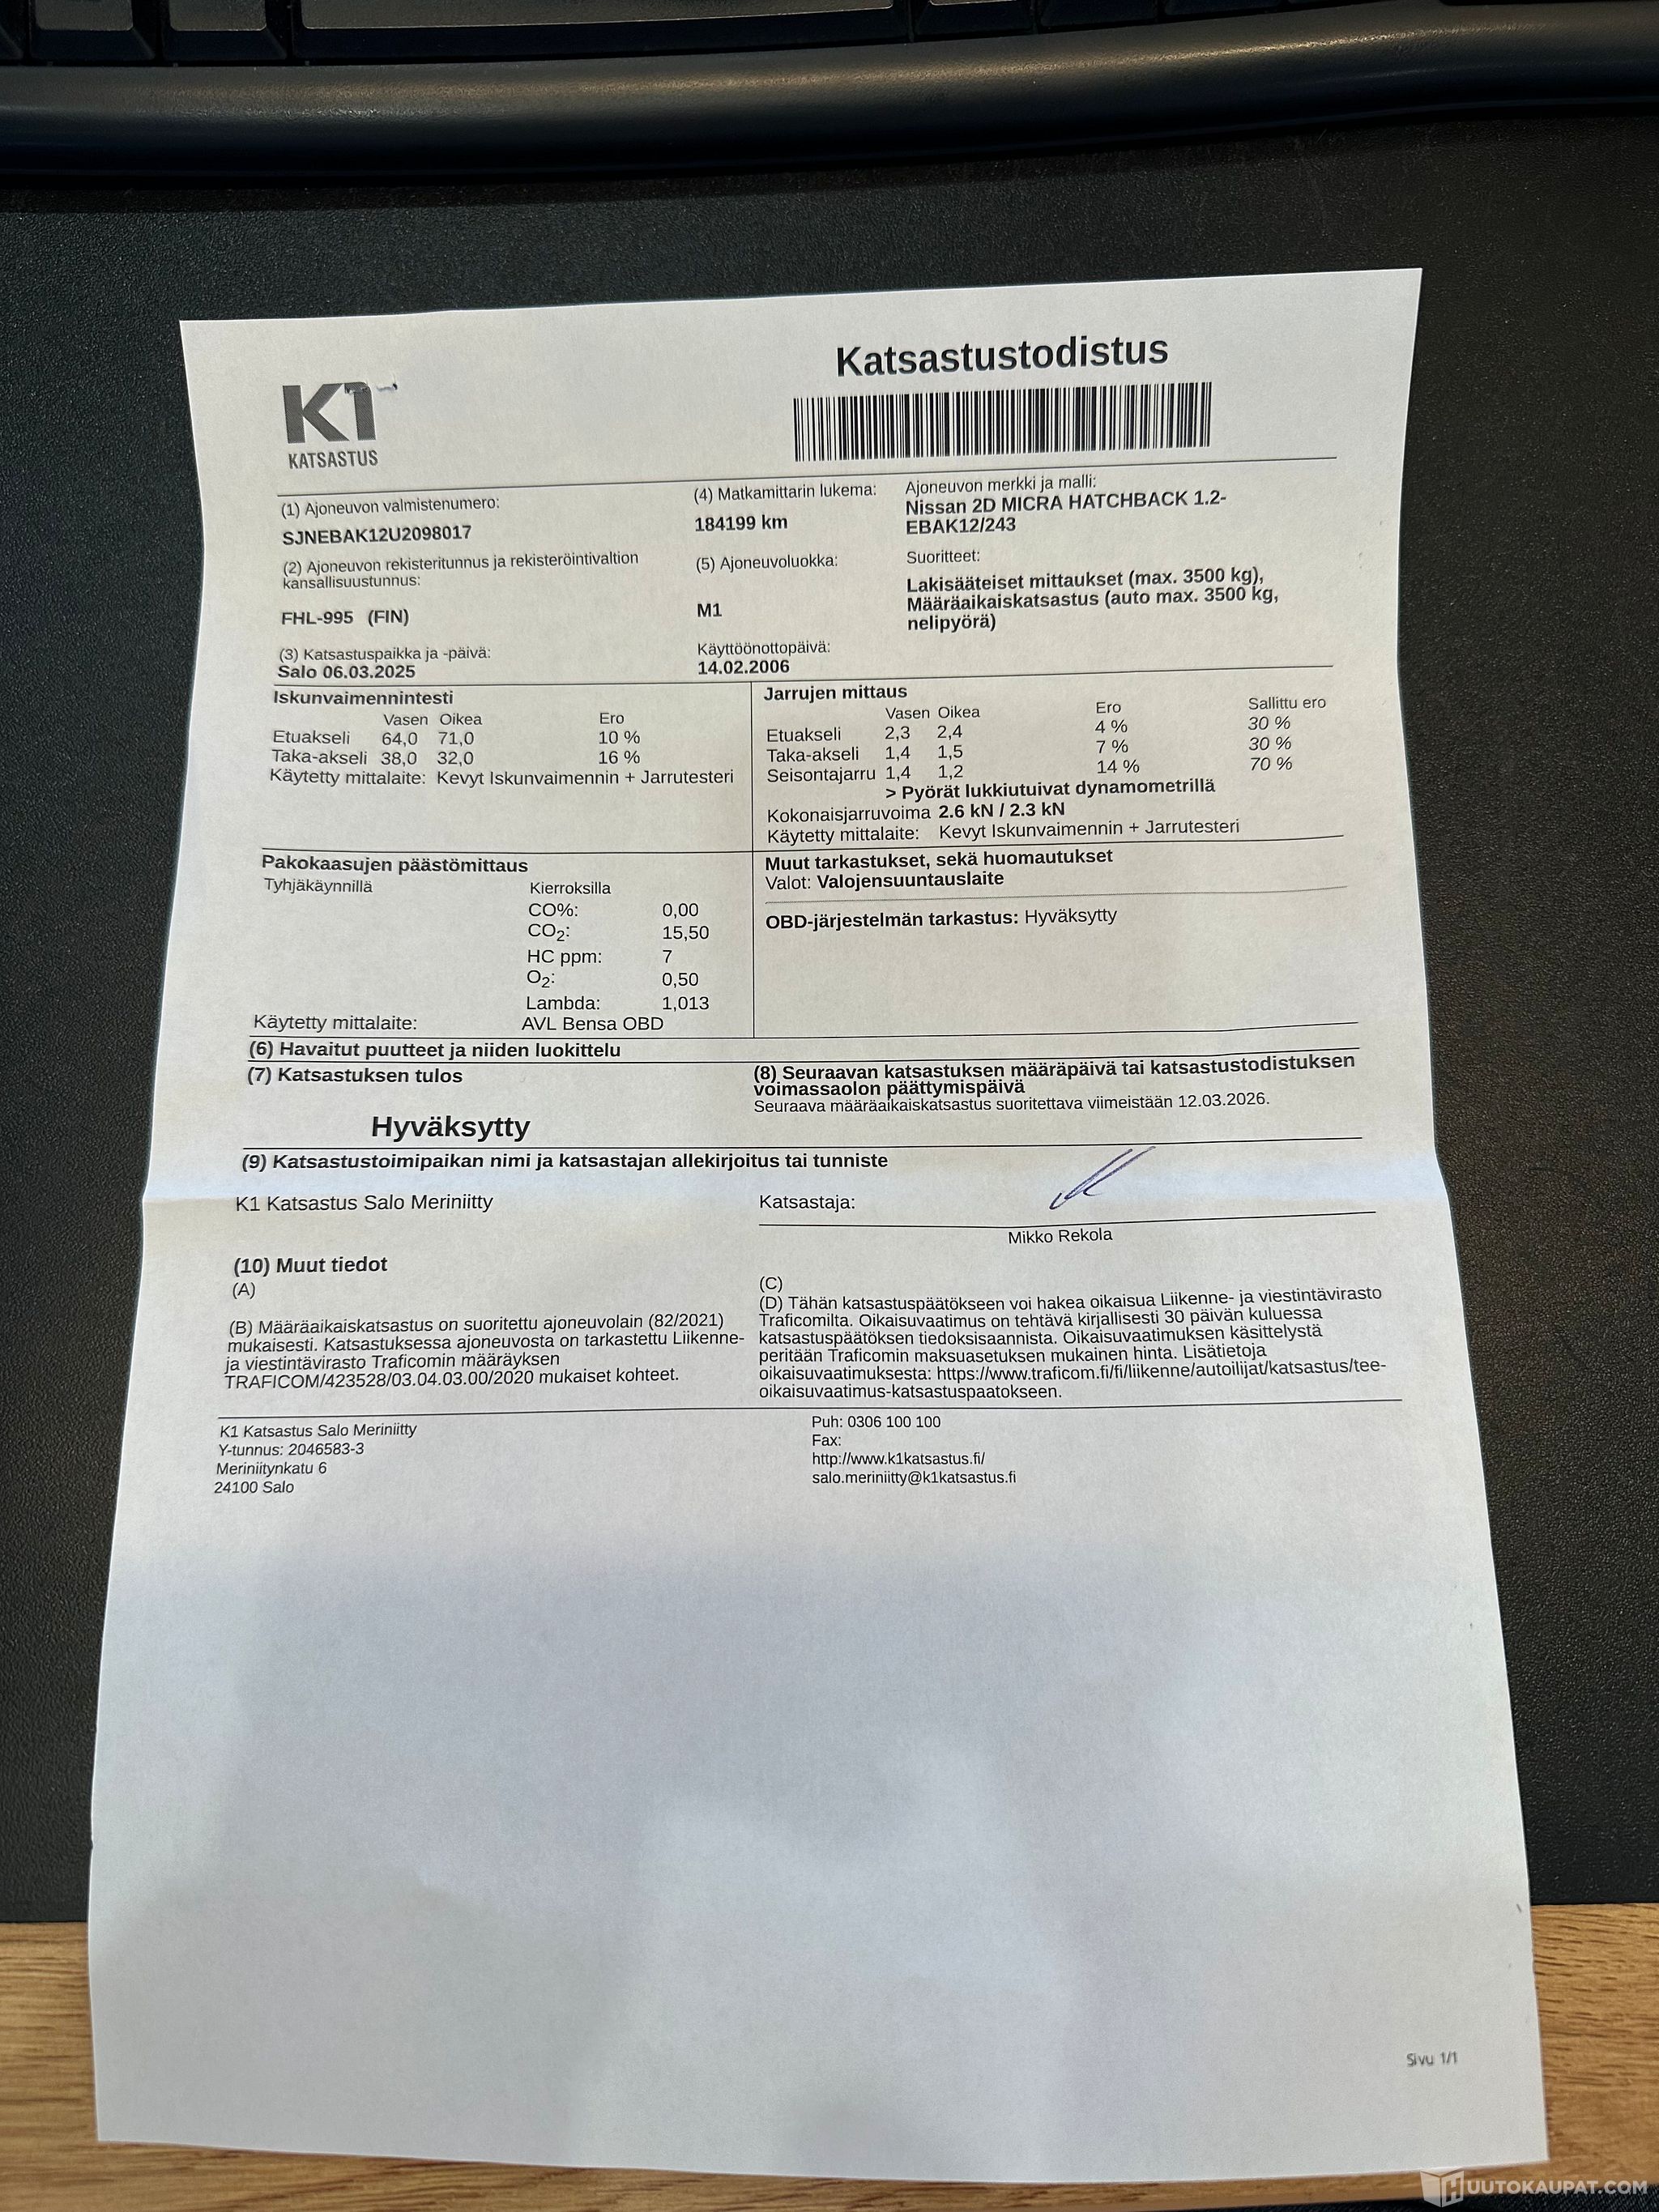 Katsastustodistus
K1
KATSASTUS
(1) Ajoneuvon valmistenumero:
SJNEBAK12U2098017
(4) Matkamittarin lukema:
184199 km
Ajoneuvon merkki ja malli:
Nissan 2D MICRA HATCHBACK 1.2-
EBAK12/243
(2) Ajoneuvon rekisteritunnus ja rekisteröintivaltion
kansallisuustunnus:
FHL-995 (FIN)
(5) Ajoneuvoluokka:
M1
Suoritteet:
Lakisääteiset mittaukset (max. 3500 kg),
Määräaikaiskatsastus (auto max. 3500 kg,
nelipyörä)
(3) Katsastuspaikka ja -päivä:
Salo 06.03.2025
Käyttöönottopäivä:
14.02.2006
Iskunvaimennintesti
Vasen Oikea Ero
Etuakseli 64,0 71,0 10 %
Taka-akseli 38,0 32,0 16 %
Käytetty mittalaite: Kevyt Iskunvaimennin + Jarrutesteri
Jarrujen mittaus
Vasen Oikea Ero Sallittu ero
Etuakseli 2,3 2,4 4 % 30 %
Taka-akseli 1,4 1,5 7 % 30 %
Seisontajarru 1,4 1,2 14 % 70 %
> Pyörät lukkiutuivat dynamometrillä
Kokonaisjarruvoima 2.6 kN / 2.3 kN
Käytetty mittalaite: Kevyt Iskunvaimennin + Jarrutesteri
Pakokaasujen päästömittaus
Tyhjäkäynnillä Kierroksilla
CO%: 0,00
CO2: 15,50
HC ppm: 7
O2: 0,50
Lambda: 1,013
Käytetty mittalaite: AVL Bensa OBD
Muut tarkastukset, sekä huomautukset
Valot: Valojensuuntauslaite
OBD-järjestelmän tarkastus: Hyväksytty
(6) Havaitut puutteet ja niiden luokittelu
(7) Katsastuksen tulos
Hyväksytty
(8) Seuraavan katsastuksen määräpäivä tai katsastustodistuksen
voimassaolon päättymispäivä
Seuraava määräaikaiskatsastus suoritettava viimeistään 12.03.2026.
(9) Katsastustoimipaikan nimi ja katsastajan allekirjoitus tai tunniste
K1 Katsastus Salo Meriniitty
Katsastaja:
Mikko Rekola
(10) Muut tiedot
(A)
(B) Määräaikaiskatsastus on suoritettu ajoneuvolain (82/2021)
mukaisesti. Katsastuksessa ajoneuvosta on tarkastettu Liikenne-
ja viestintävirasto Traficomin määräyksen
TRAFICOM/423528/03.04.03.00/2020 mukaiset kohteet.
(C)
(D) Tähän katsastuspäätökseen voi hakea oikaisua Liikenne- ja viestintävirasto
Traficomilta. Oikaisuvaatimus on tehtävä kirjallisesti 30 päivän kuluessa
katsastuspäätöksen tiedoksisaannista. Oikaisuvaatimuksen käsittelystä
peritään Traficomin maksuasetuksen mukainen hinta. Lisätietoja
oikaisuvaatimuksesta: https://www.traficom.fi/fi/liikenne/autoilijat/katsastus/tee-
oikaisuvaatimus-katsastuspaatokseen.
K1 Katsastus Salo Meriniitty
Y-tunnus: 2046583-3
Meriniitynkatu 6
24100 Salo
Puh: 0306 100 100
Fax:
http://www.k1katsastus.fi/
salo.meriniitty@k1katsastus.fi
Sivu 1/1
HUUTOKAUPAT.COM